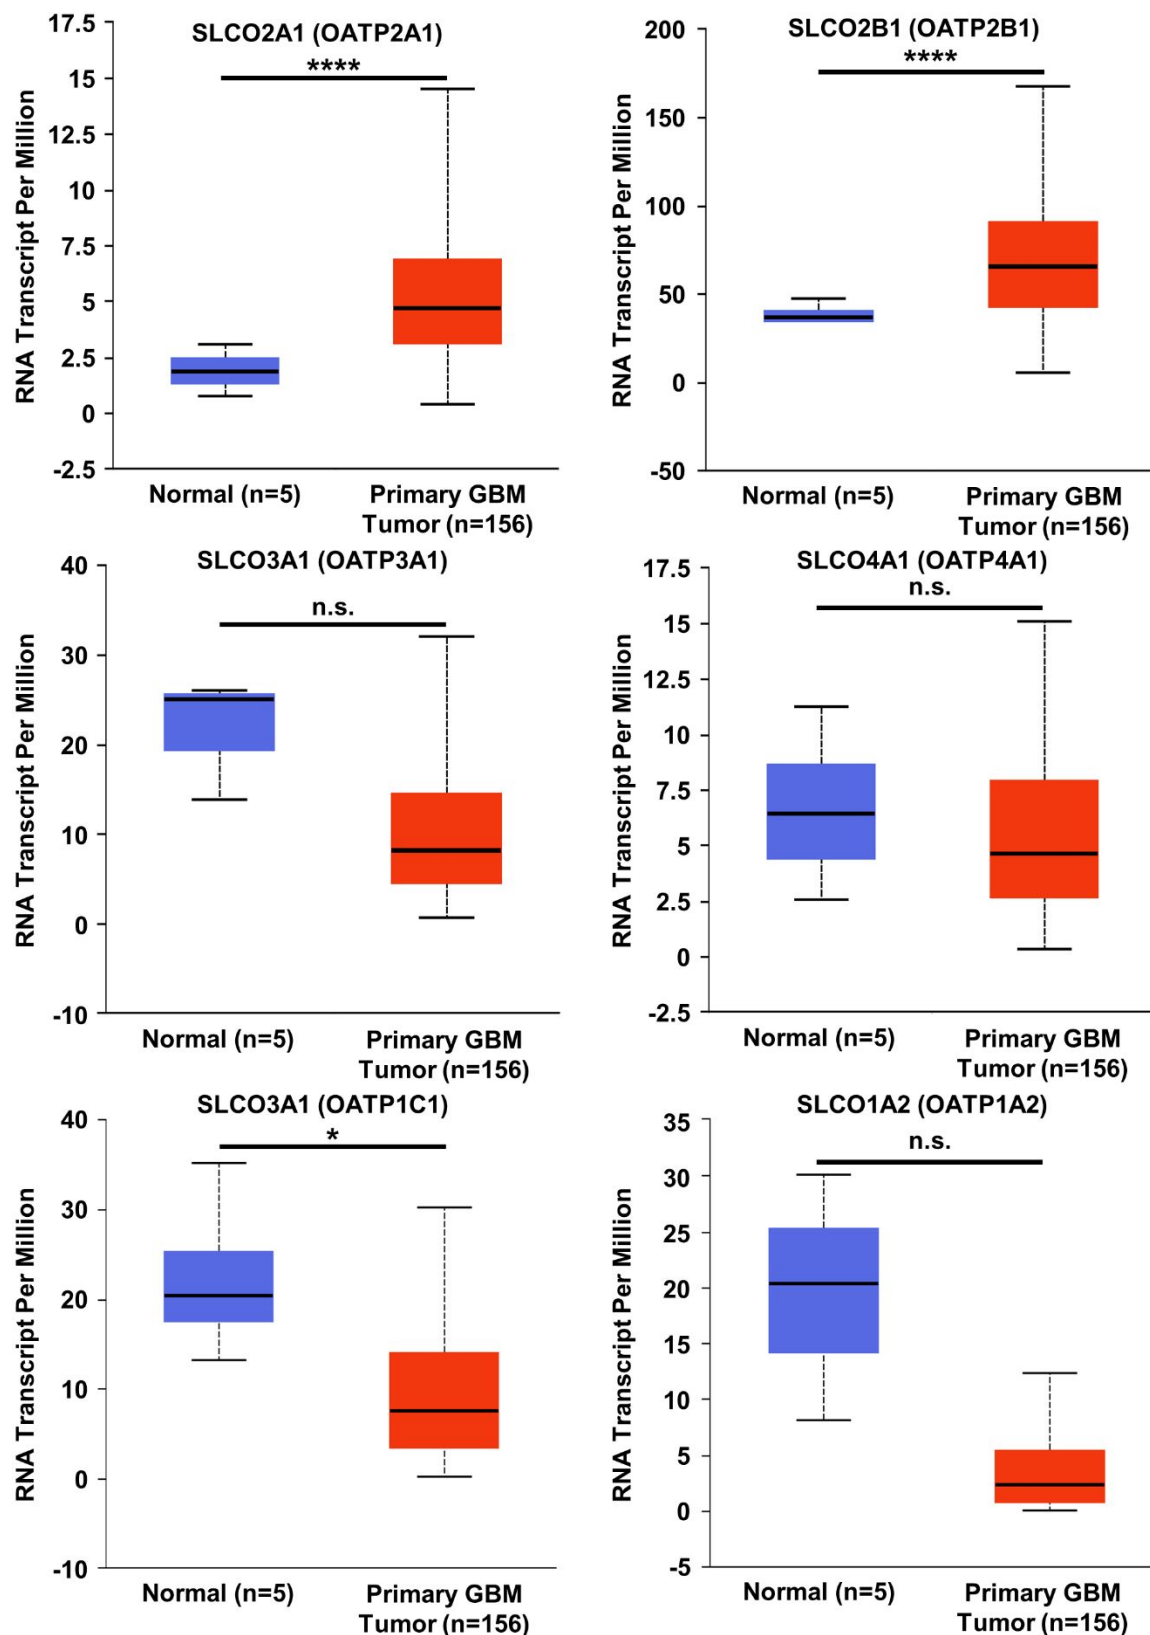 SLCO2A1 (OATP2A1)
****
RNA Transcript Per Million
17.5
15
12.5
10
7.5
5
2.5
0
-2.5
Normal (n=5)
Primary GBM
Tumor (n=156)
SLCO2B1 (OATP2B1)
****
RNA Transcript Per Million
200
150
100
50
0
-50
Normal (n=5)
Primary GBM
Tumor (n=156)
SLCO3A1 (OATP3A1)
n.s.
RNA Transcript Per Million
40
30
20
10
0
-10
Normal (n=5)
Primary GBM
Tumor (n=156)
SLCO4A1 (OATP4A1)
n.s.
RNA Transcript Per Million
17.5
15
12.5
10
7.5
5
2.5
0
-2.5
Normal (n=5)
Primary GBM
Tumor (n=156)
SLCO3A1 (OATP1C1)
*
RNA Transcript Per Million
40
30
20
10
0
-10
Normal (n=5)
Primary GBM
Tumor (n=156)
SLCO1A2 (OATP1A2)
n.s.
RNA Transcript Per Million
35
30
25
20
15
10
5
0
-5
Normal (n=5)
Primary GBM
Tumor (n=156)